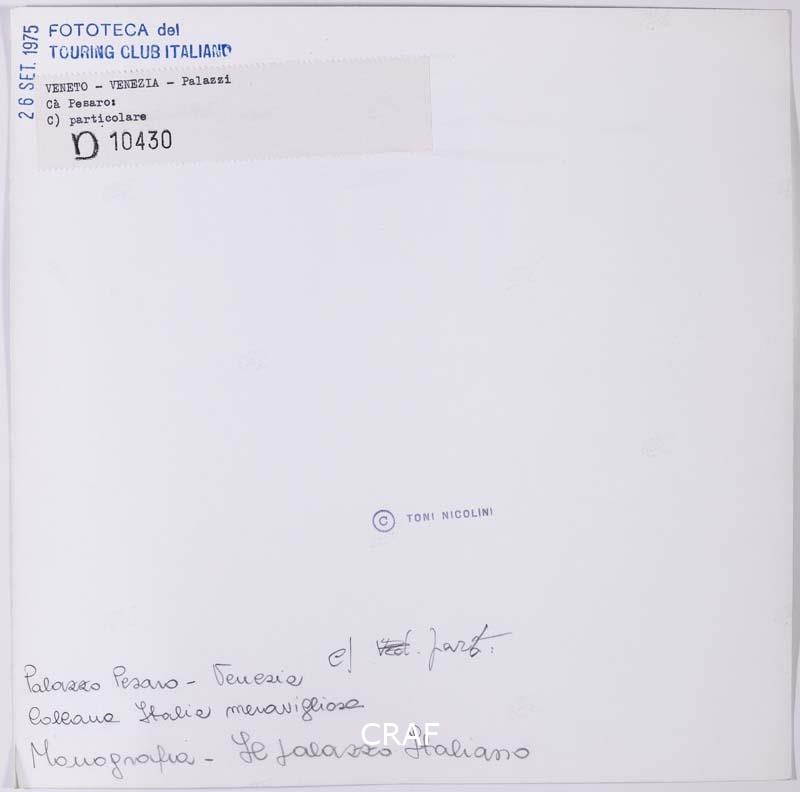 26 SET. 1975
FOTOTECA del
TOURING CLUB ITALIANO
VENETO - VENEZIA - Palazzi
Cà Pesaro:
C) particolare
D 10430
© TONI NICOLINI
c) part.
Palazzo Pesaro - Venezia
Collana Italia meravigliosa
Monografia - Il palazzo Italiano
CRAF